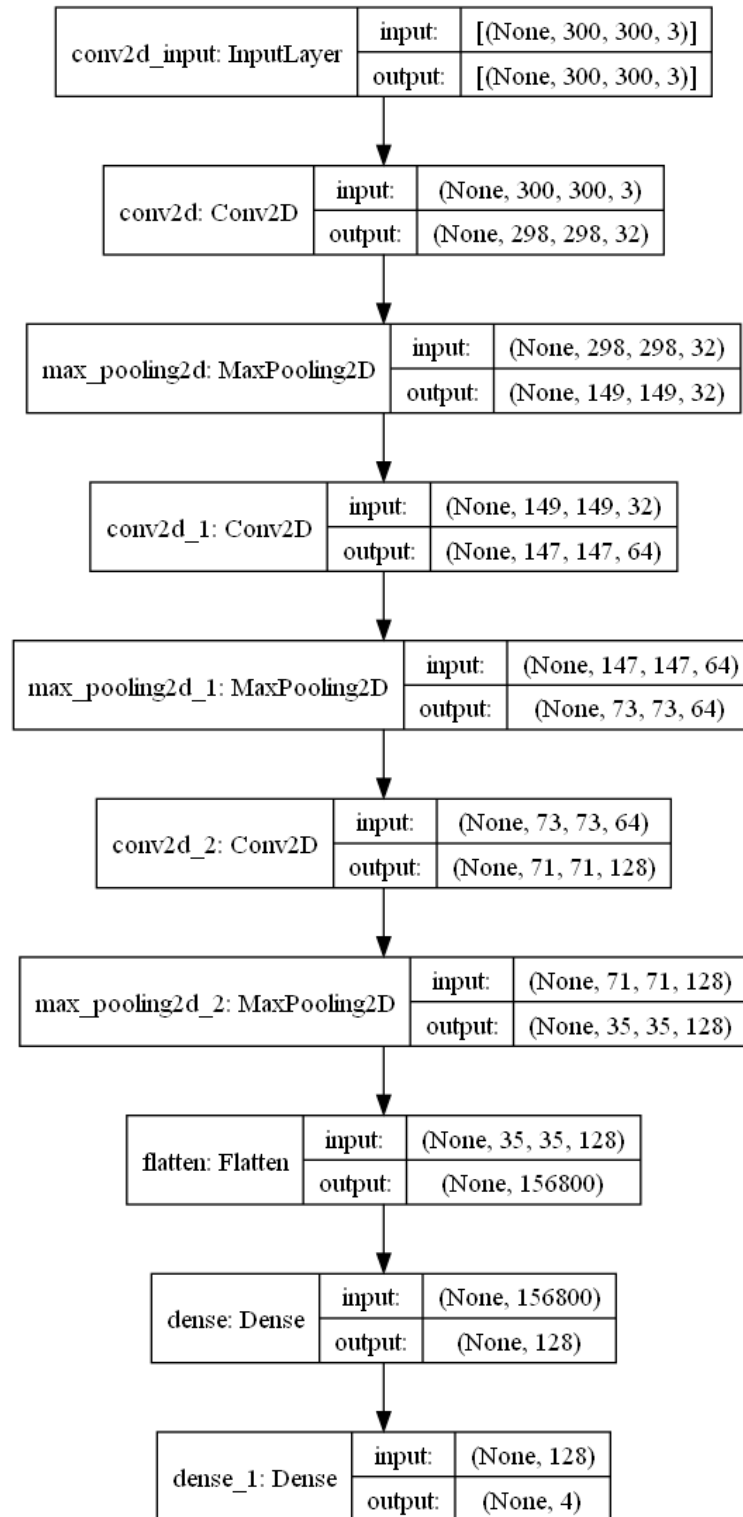 conv2d_input: InputLayer
input: [(None, 300, 300, 3)]
output: [(None, 300, 300, 3)]
conv2d: Conv2D
input: (None, 300, 300, 3)
output: (None, 298, 298, 32)
max_pooling2d: MaxPooling2D
input: (None, 298, 298, 32)
output: (None, 149, 149, 32)
conv2d_1: Conv2D
input: (None, 149, 149, 32)
output: (None, 147, 147, 64)
max_pooling2d_1: MaxPooling2D
input: (None, 147, 147, 64)
output: (None, 73, 73, 64)
conv2d_2: Conv2D
input: (None, 73, 73, 64)
output: (None, 71, 71, 128)
max_pooling2d_2: MaxPooling2D
input: (None, 71, 71, 128)
output: (None, 35, 35, 128)
flatten: Flatten
input: (None, 35, 35, 128)
output: (None, 156800)
dense: Dense
input: (None, 156800)
output: (None, 128)
dense_1: Dense
input: (None, 128)
output: (None, 4)